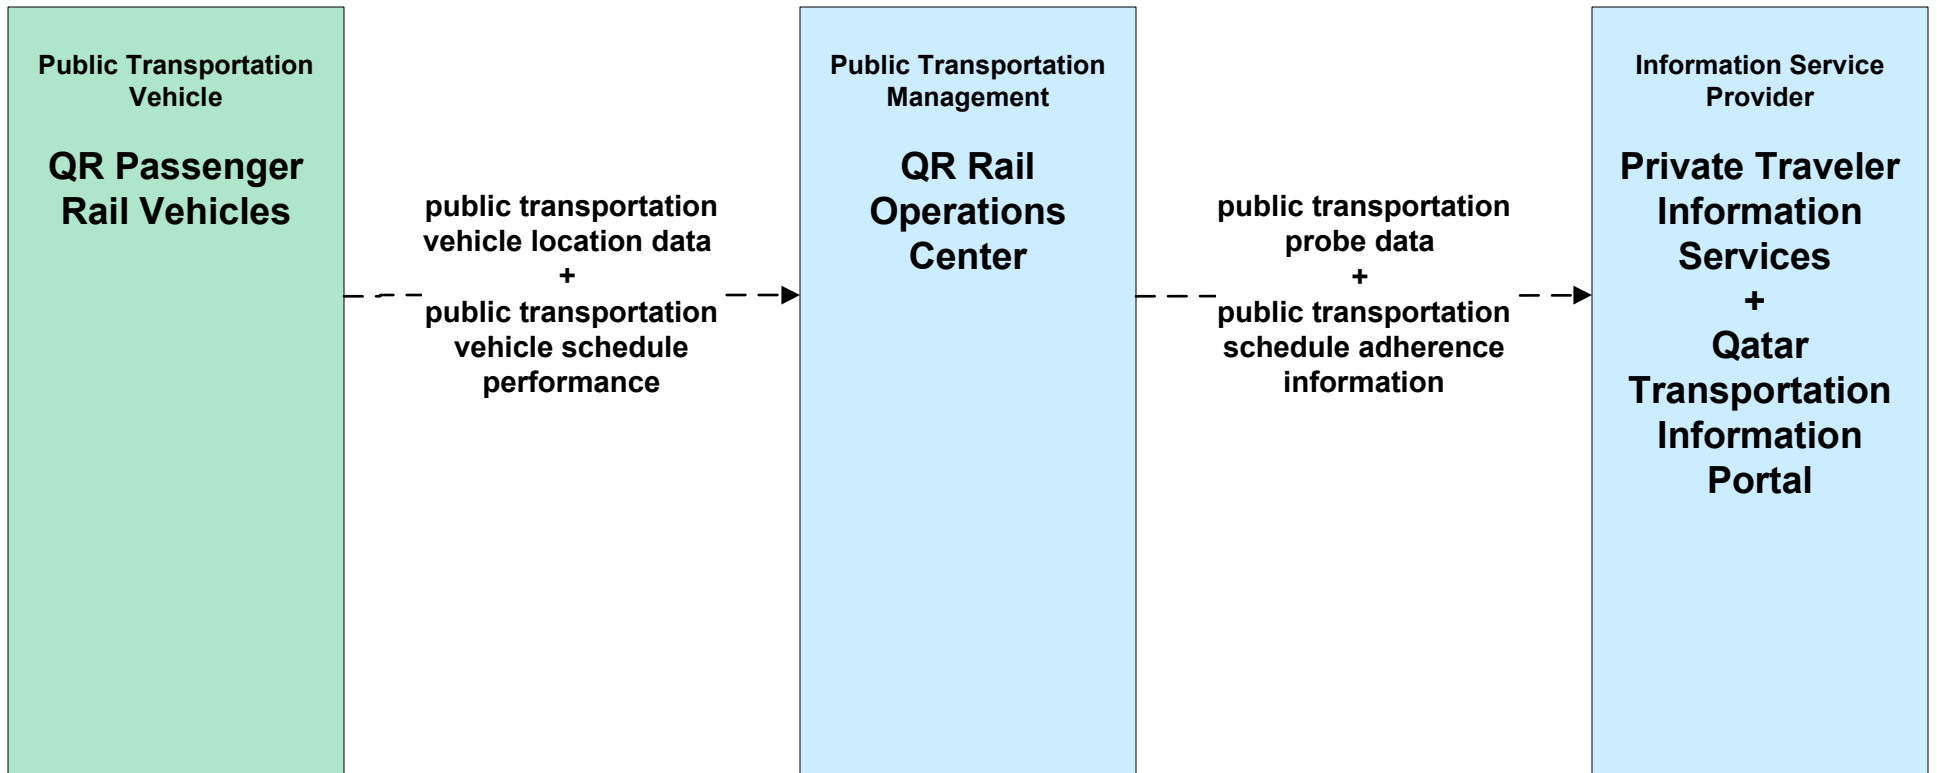 Public Transportation
Vehicle
QR Passenger
Rail Vehicles
public transportation
vehicle location data
+
public transportation
vehicle schedule
performance
Public Transportation
Management
QR Rail
Operations
Center
public transportation
probe data
+
public transportation
schedule adherence
information
Information Service
Provider
Private Traveler
Information
Services
+
Qatar
Transportation
Information
Portal